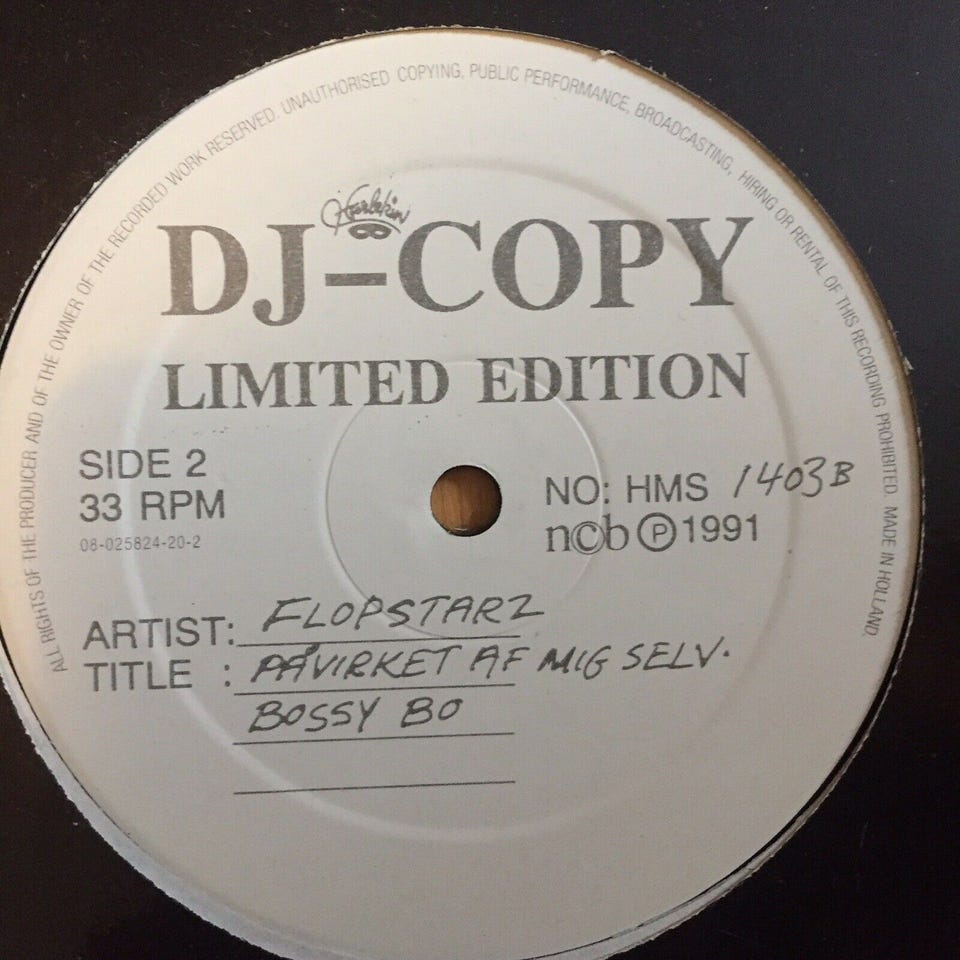 ALL RIGHTS OF THE PRODUCER AND OF THE OWNER OF THE RECORDED WORK RESERVED. UNAUTHORISED COPYING, PUBLIC PERFORMANCE, BROADCASTING, HIRING OR RENTAL OF THIS RECORDING PROHIBITED. MADE IN HOLLAND.
Harlekin
DJ-COPY
LIMITED EDITION
SIDE 2
33 RPM
08-025824-20-2
NO: HMS 1403B
ncb Ⓟ 1991
ARTIST: FLOPSTARZ
TITLE : PÅVIRKET AF MIG SELV.
BOSSY BO